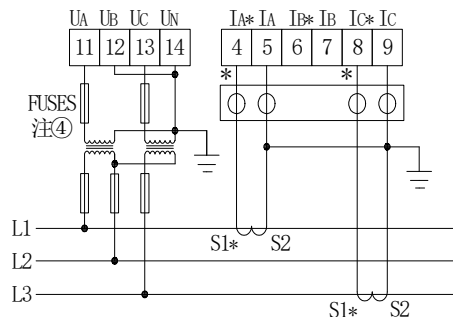 UA UB UC UN IA* IA IB* IB IC* IC
11 12 13 14 4 5 6 7 8 9
* *
FUSES
注④
L1
S1* S2
L2
L3
S1* S2